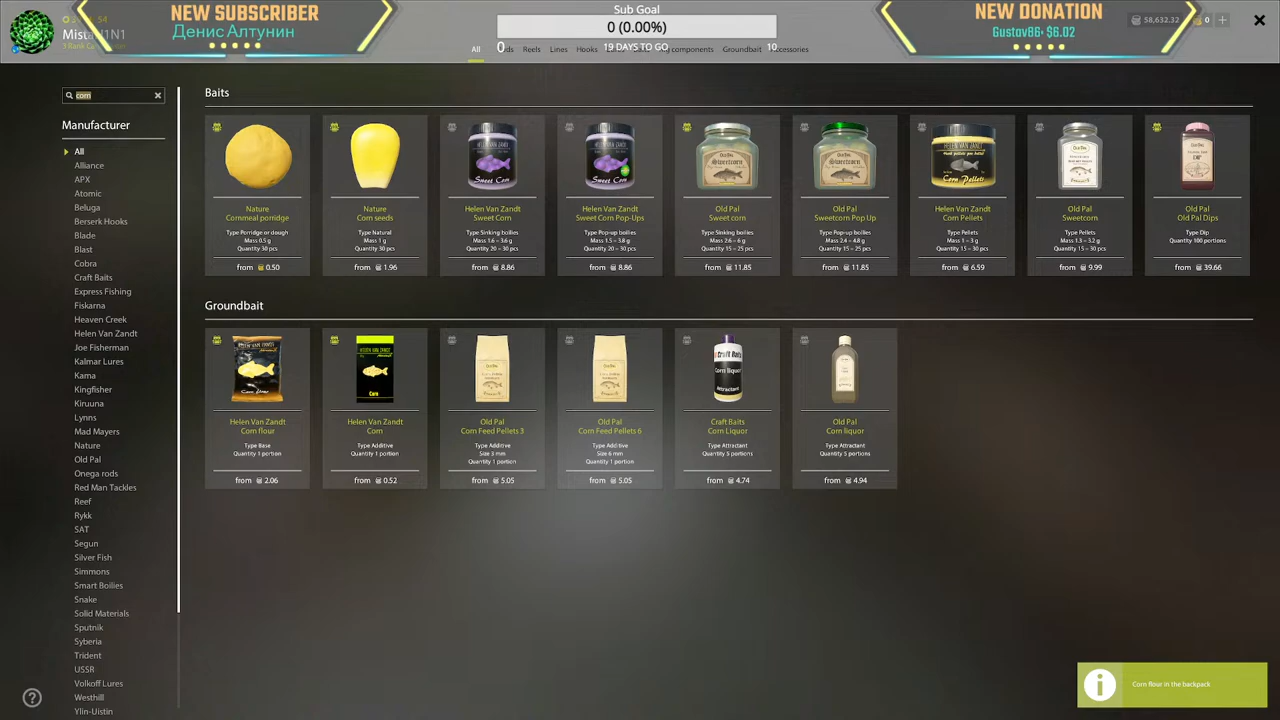 NEW SUBSCRIBER
Денис Алтунин
Sub Goal
0 (0.00%)
0
19 DAYS TO GO
10
NEW DONATION
Gustav86: $6.02
58,632.32
0
All
Reels
Lines
Hooks
components
Groundbait
corn
Manufacturer
All
Alliance
APX
Atomic
Beluga
Berserk Hooks
Blade
Blast
Cobra
Craft Baits
Express Fishing
Fiskarna
Heaven Creek
Helen Van Zandt
Joe Fisherman
Kalmar Lures
Kama
Kingfisher
Kiruuna
Lynns
Mad Mayers
Nature
Old Pal
Omega rods
Red Man Tackles
Reef
Rykk
SAT
Segun
Silver Fish
Simmons
Smart Boilies
Snake
Solid Materials
Sputnik
Syberia
Trident
USSR
Volkoff Lures
Westhill
Ylin-Uistin
Baits
Nature
Cornmeal porridge
Type Porridge or dough
Mass 0.5 g
Quantity 30 pcs
from 0.50
Nature
Corn seeds
Type Natural
Mass 1 g
Quantity 30 pcs
from 1.96
Helen Van Zandt
Sweet Corn
Type Sinking boilies
Mass 1.6 – 3.6 g
Quantity 20 – 30 pcs
from 8.86
Helen Van Zandt
Sweet Corn Pop-Ups
Type Pop-up boilies
Mass 1.5 – 3.8 g
Quantity 20 – 30 pcs
from 8.86
Old Pal
Sweet corn
Type Sinking boilies
Mass 2.6 – 6 g
Quantity 15 – 25 pcs
from 11.85
Old Pal
Sweetcorn Pop Up
Type Pop-up boilies
Mass 2.4 – 4.8 g
Quantity 15 – 25 pcs
from 11.85
Helen Van Zandt
Corn Pellets
Type Pellets
Mass 1 – 3 g
Quantity 15 – 30 pcs
from 6.59
Old Pal
Sweetcorn
Type Pellets
Mass 1.3 – 3.2 g
Quantity 15 – 30 pcs
from 9.99
Old Pal
Old Pal Dips
Type Dip
Quantity 100 portions
from 39.66
Groundbait
Helen Van Zandt
Corn flour
Type Base
Quantity 1 portion
from 2.06
Helen Van Zandt
Corn
Type Additive
Quantity 1 portion
from 0.52
Old Pal
Corn Feed Pellets 3
Type Additive
Size 3 mm
Quantity 1 portion
from 5.05
Old Pal
Corn Feed Pellets 6
Type Additive
Size 6 mm
Quantity 1 portion
from 5.05
Craft Baits
Corn Liquor
Type Attractant
Quantity 5 portions
from 4.74
Old Pal
Corn liquor
Type Attractant
Quantity 5 portions
from 4.94
Corn flour in the backpack